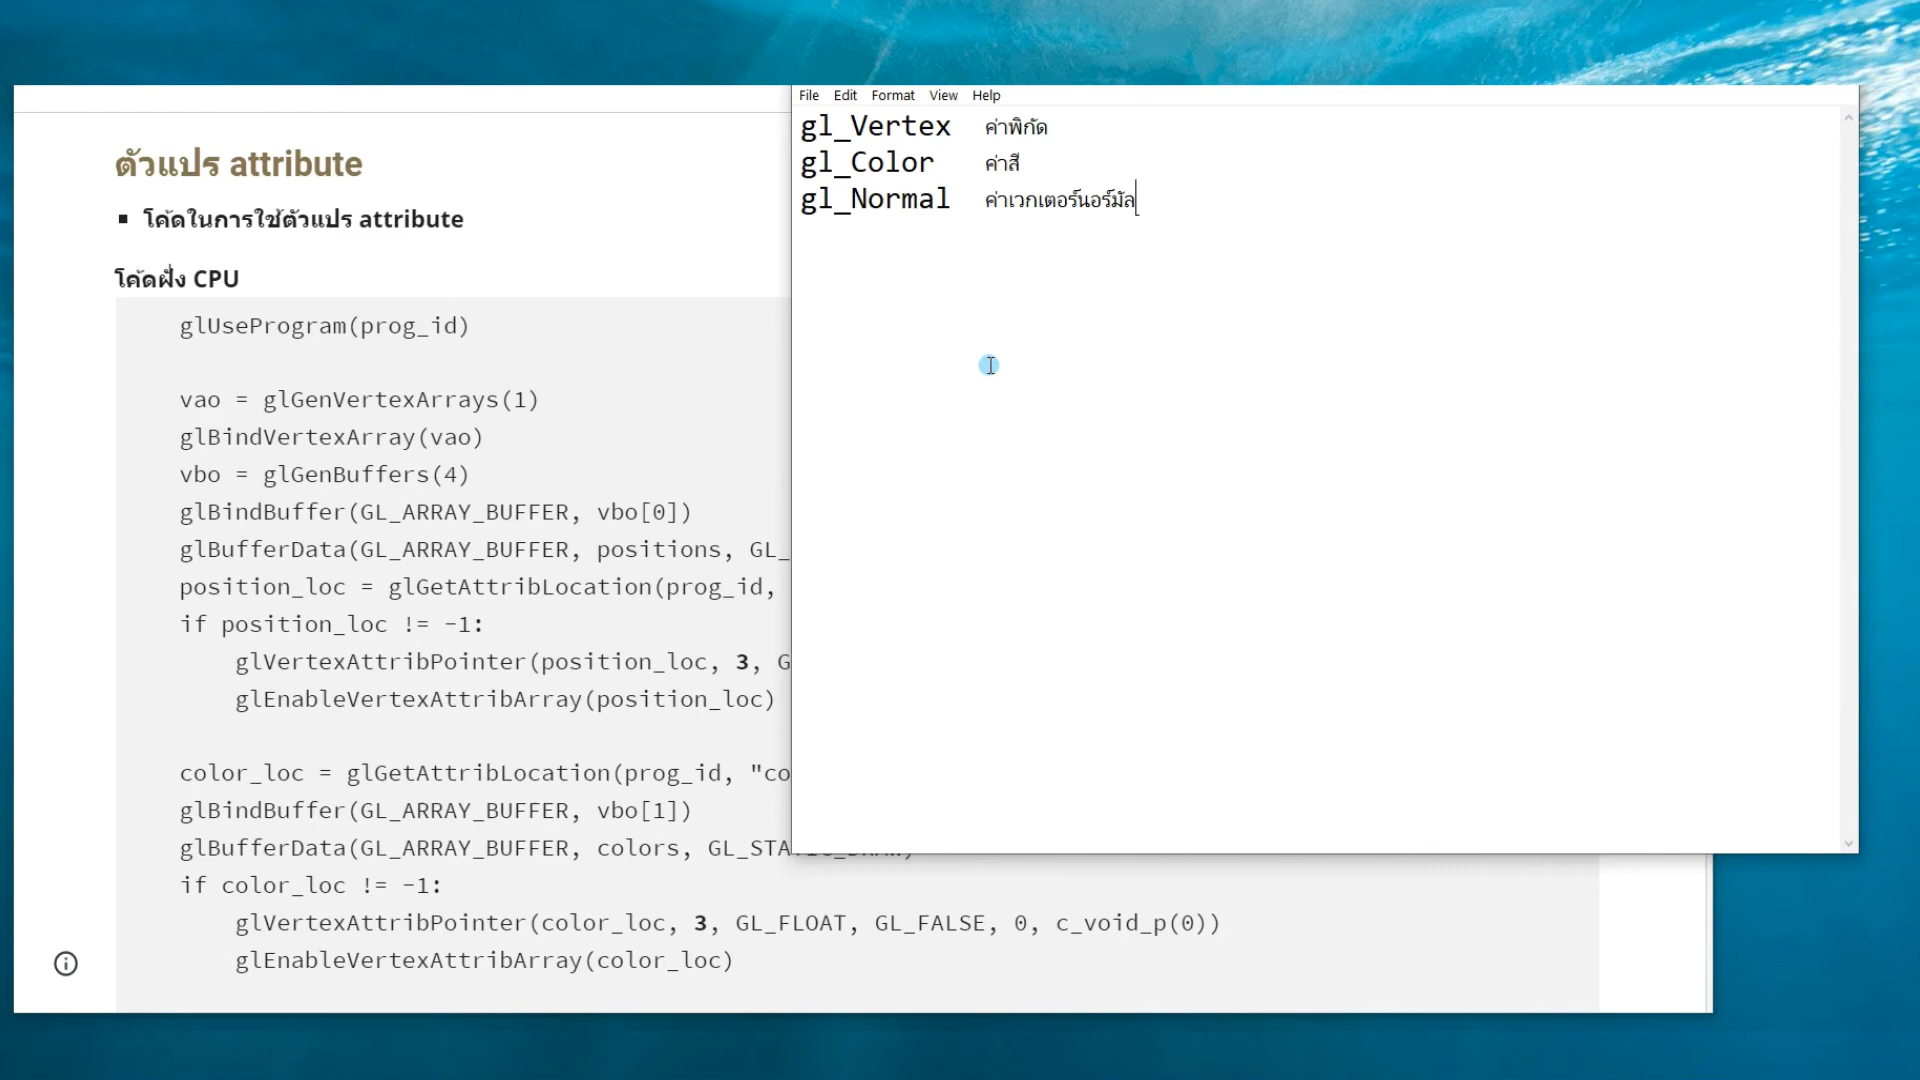 ตัวแปร attribute
▪ โค้ดในการใช้ตัวแปร attribute
โค้ดฝั่ง CPU
glUseProgram(prog_id)
vao = glGenVertexArrays(1)
glBindVertexArray(vao)
vbo = glGenBuffers(4)
glBindBuffer(GL_ARRAY_BUFFER, vbo[0])
glBufferData(GL_ARRAY_BUFFER, positions, GL_
position_loc = glGetAttribLocation(prog_id,
if position_loc != -1:
glVertexAttribPointer(position_loc, 3, G
glEnableVertexAttribArray(position_loc)
color_loc = glGetAttribLocation(prog_id, "co
glBindBuffer(GL_ARRAY_BUFFER, vbo[1])
glBufferData(GL_ARRAY_BUFFER, colors, GL_STATIC_DRAW)
if color_loc != -1:
glVertexAttribPointer(color_loc, 3, GL_FLOAT, GL_FALSE, 0, c_void_p(0))
glEnableVertexAttribArray(color_loc)
File Edit Format View Help
gl_Vertex ค่าพิกัด
gl_Color ค่าสี
gl_Normal ค่าเวกเตอร์นอร์มัล